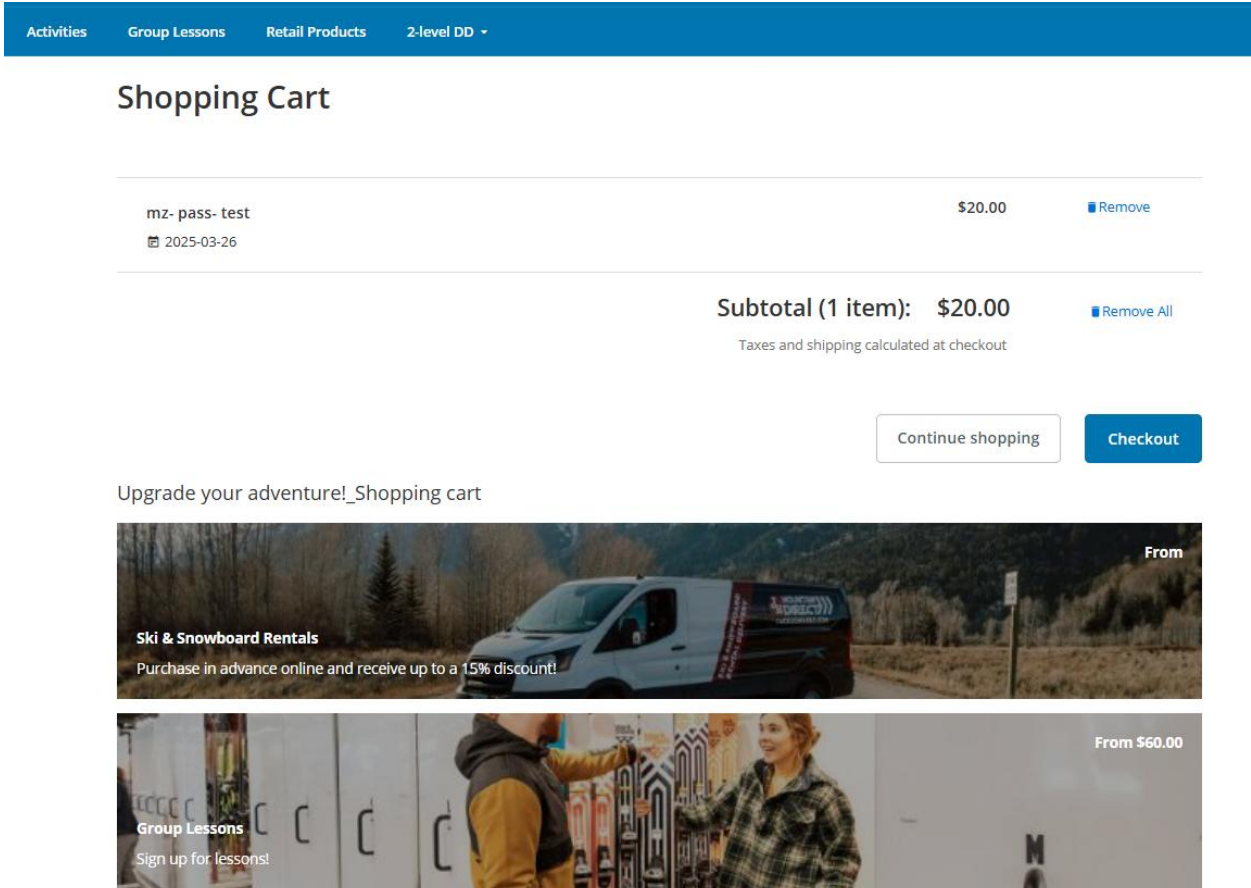 Activities Group Lessons Retail Products 2-level DD
Shopping Cart
mz- pass- test $20.00 Remove
2025-03-26
Subtotal (1 item): $20.00 Remove All
Taxes and shipping calculated at checkout
Continue shopping Checkout
Upgrade your adventure!_Shopping cart
From
Ski & Snowboard Rentals
Purchase in advance online and receive up to a 15% discount!
From $60.00
Group Lessons
Sign up for lessons!